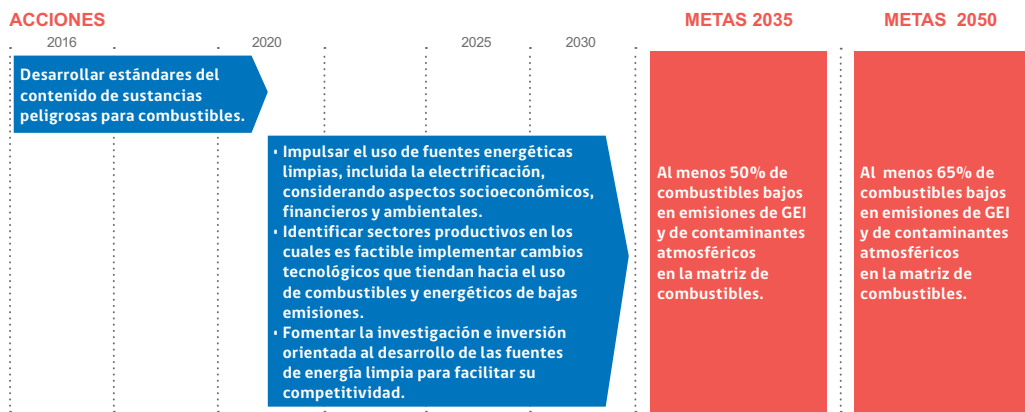 ACCIONES
METAS 2035
METAS 2050
2016
2020
2025
2030
Desarrollar estándares del
contenido de sustancias
peligrosas para combustibles.
• Impulsar el uso de fuentes energéticas
limpias, incluida la electrificación,
considerando aspectos socioeconómicos,
financieros y ambientales.
• Identificar sectores productivos en los
cuales es factible implementar cambios
tecnológicos que tiendan hacia el uso
de combustibles y energéticos de bajas
emisiones.
• Fomentar la investigación e inversión
orientada al desarrollo de las fuentes
de energía limpia para facilitar su
competitividad.
Al menos 50% de
combustibles bajos
en emisiones de GEI
y de contaminantes
atmosféricos
en la matriz de
combustibles.
Al menos 65% de
combustibles bajos
en emisiones de GEI
y de contaminantes
atmosféricos
en la matriz de
combustibles.